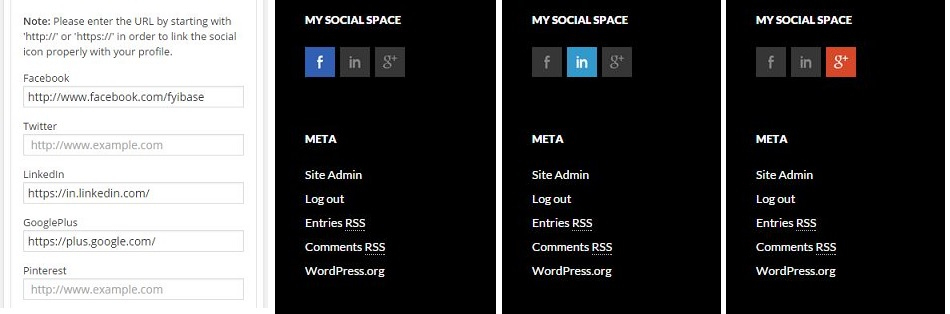 Note: Please enter the URL by starting with
'http://' or 'https://' in order to link the social
icon properly with your profile.
Facebook
http://www.facebook.com/fyibase
Twitter
http://www.example.com
LinkedIn
https://in.linkedin.com/
GooglePlus
https://plus.google.com/
Pinterest
http://www.example.com
MY SOCIAL SPACE
f in g+
META
Site Admin
Log out
Entries RSS
Comments RSS
WordPress.org
MY SOCIAL SPACE
f in g+
META
Site Admin
Log out
Entries RSS
Comments RSS
WordPress.org
MY SOCIAL SPACE
f in g+
META
Site Admin
Log out
Entries RSS
Comments RSS
WordPress.org